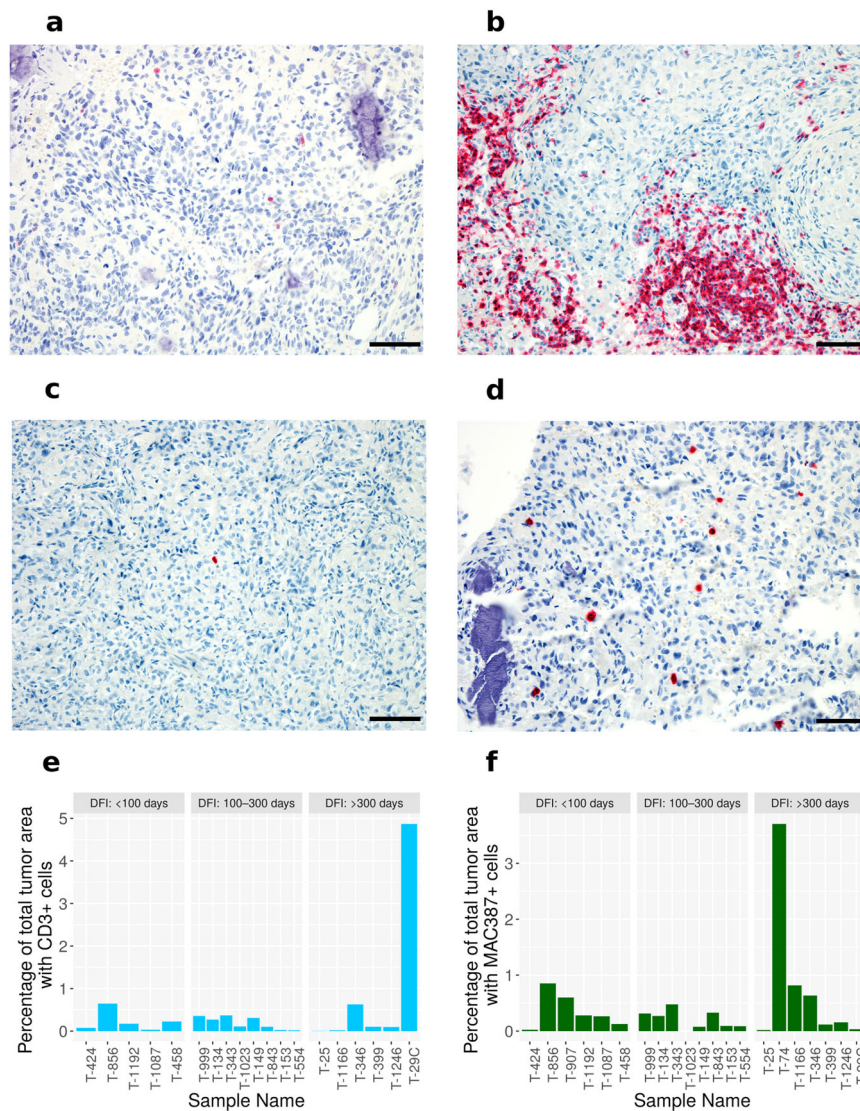 a
b
c
d
e
f
DFI: <100 days
DFI: 100–300 days
DFI: >300 days
Percentage of total tumor area
with CD3+ cells
5
4
3
2
1
0
T-424
T-856
T-1192
T-1087
T-458
T-999
T-134
T-343
T-1023
T-149
T-843
T-153
T-554
T-25
T-1166
T-346
T-399
T-1246
T-29C
Sample Name
DFI: <100 days
DFI: 100–300 days
DFI: >300 days
Percentage of total tumor area
with MAC387+ cells
3
2
1
0
T-424
T-856
T-907
T-1192
T-1087
T-458
T-999
T-134
T-343
T-1023
T-149
T-843
T-153
T-554
T-25
T-74
T-1166
T-346
T-399
T-1246
Sample Name